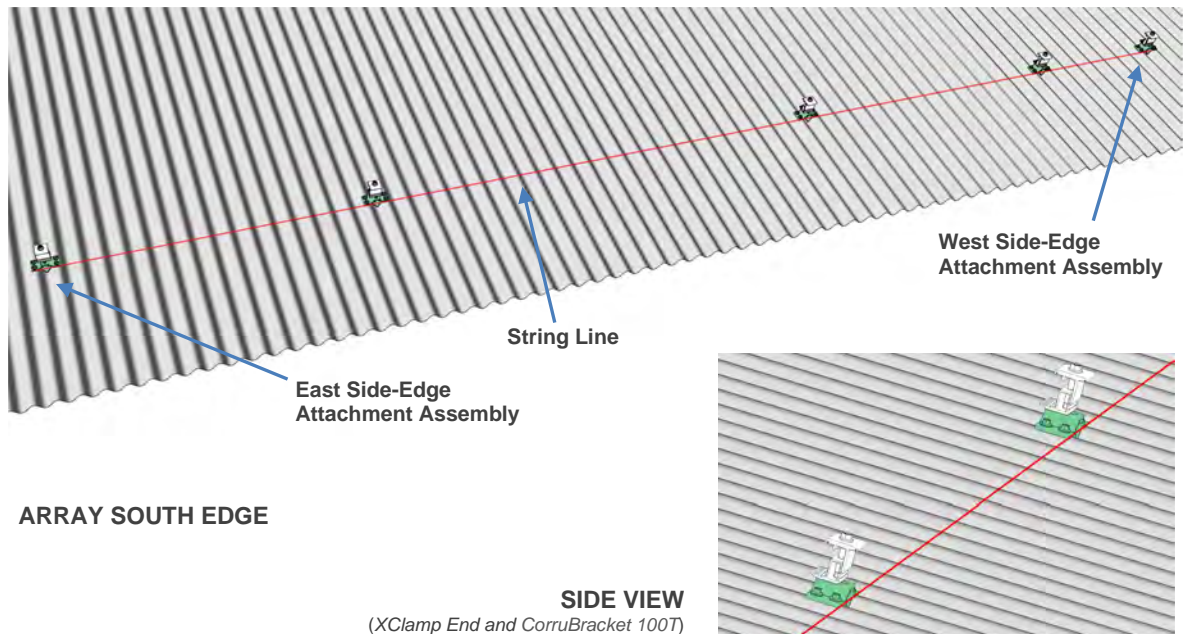 West Side-Edge
Attachment Assembly
String Line
East Side-Edge
Attachment Assembly
ARRAY SOUTH EDGE
SIDE VIEW
(XClamp End and CorruBracket 100T)